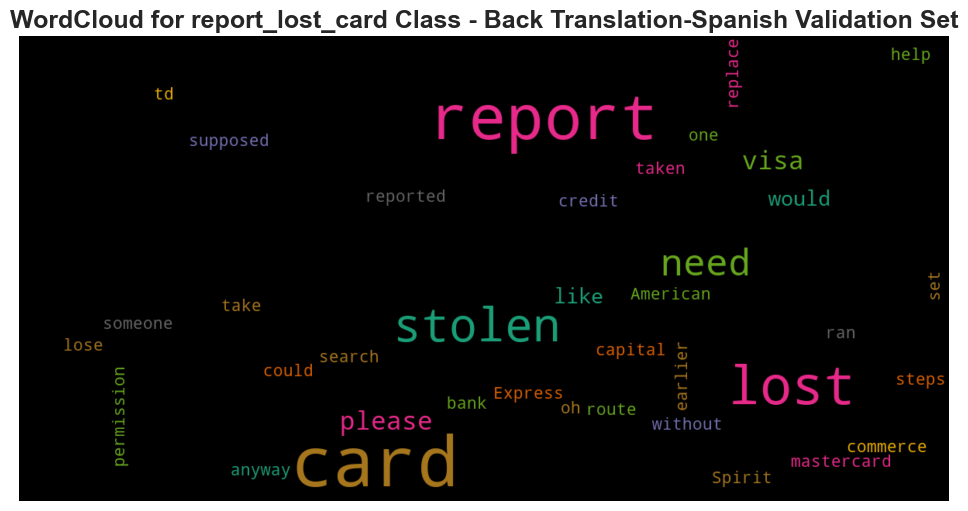 WordCloud for report_lost_card Class - Back Translation-Spanish Validation Set
help
replace
td
report
one
supposed
visa
taken
reported
credit
would
need
set
American
like
take
someone
stolen
ran
lose
search
capital
earlier
could
lost
steps
permission
Express
bank
oh
route
please
without
card
commerce
mastercard
anyway
Spirit